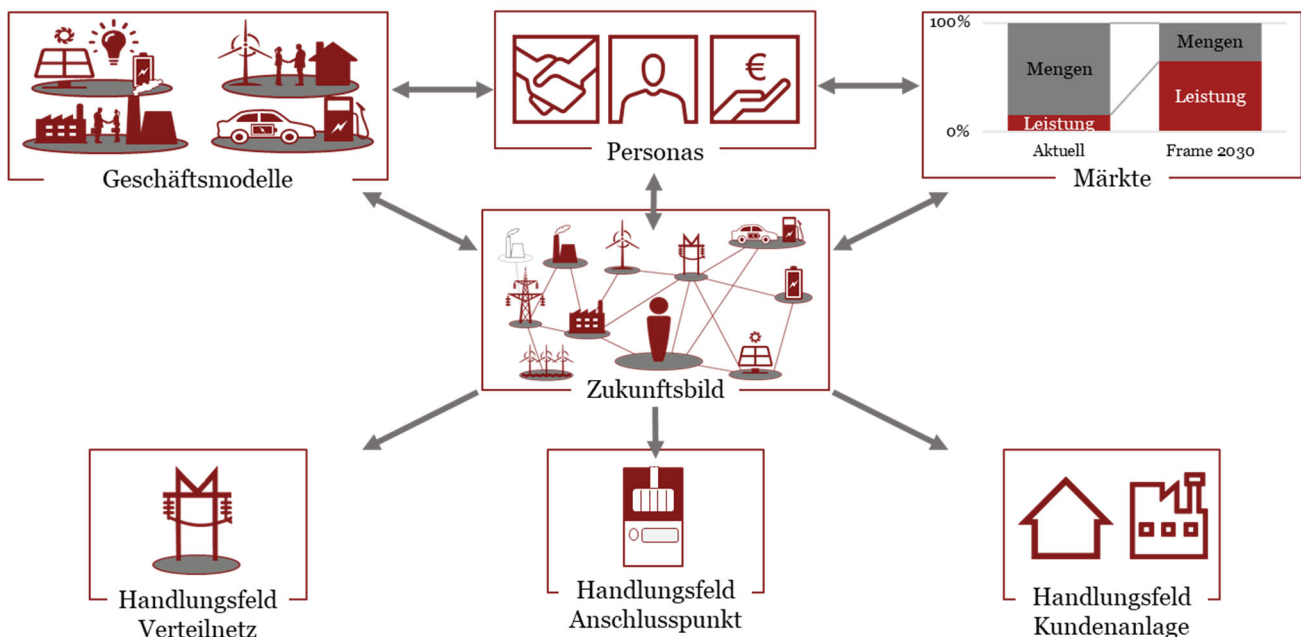 Geschäftsmodelle
€
Personas
100%
0%
Mengen
Leistung
Mengen
Leistung
Aktuell
Frame 2030
Märkte
Zukunftsbild
Handlungsfeld
Verteilnetz
Handlungsfeld
Anschlusspunkt
Handlungsfeld
Kundenanlage